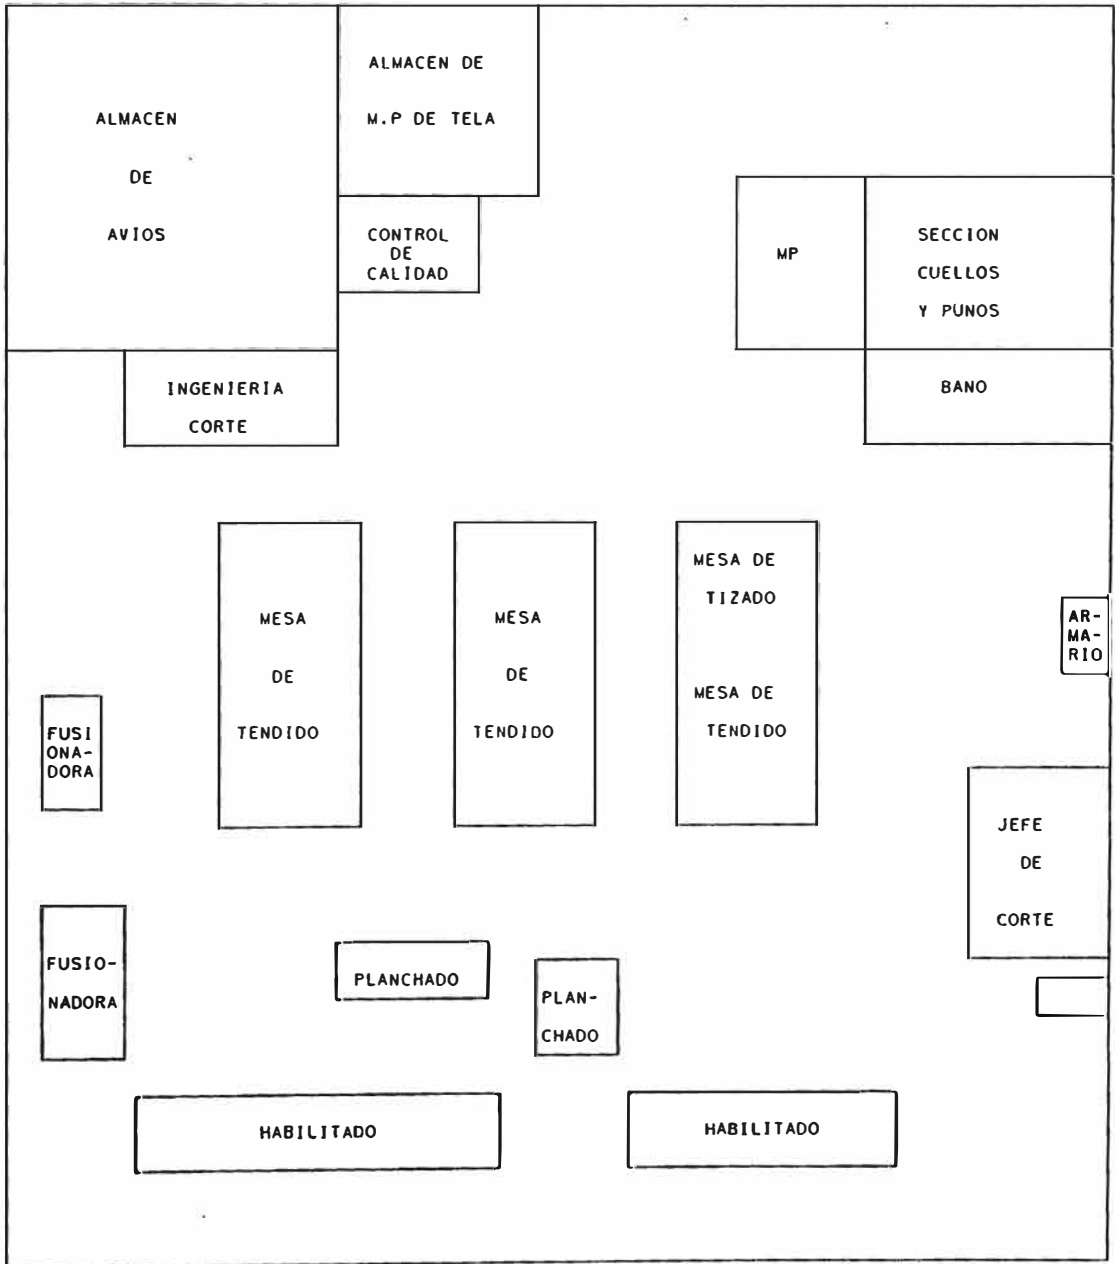 ALMACEN
DE
AVIOS
ALMACEN DE
M.P DE TELA
CONTROL
DE
CALIDAD
MP
SECCION
CUELLOS
Y PUNOS
BANO
INGENIERIA
CORTE
MESA
DE
TENDIDO
MESA
DE
TENDIDO
MESA DE
TIZADO
MESA DE
TENDIDO
AR-
MA-
RIO
FUSI
ONA-
DORA
JEFE
DE
CORTE
FUSIO-
NADORA
PLANCHADO
PLAN-
CHADO
HABILITADO
HABILITADO